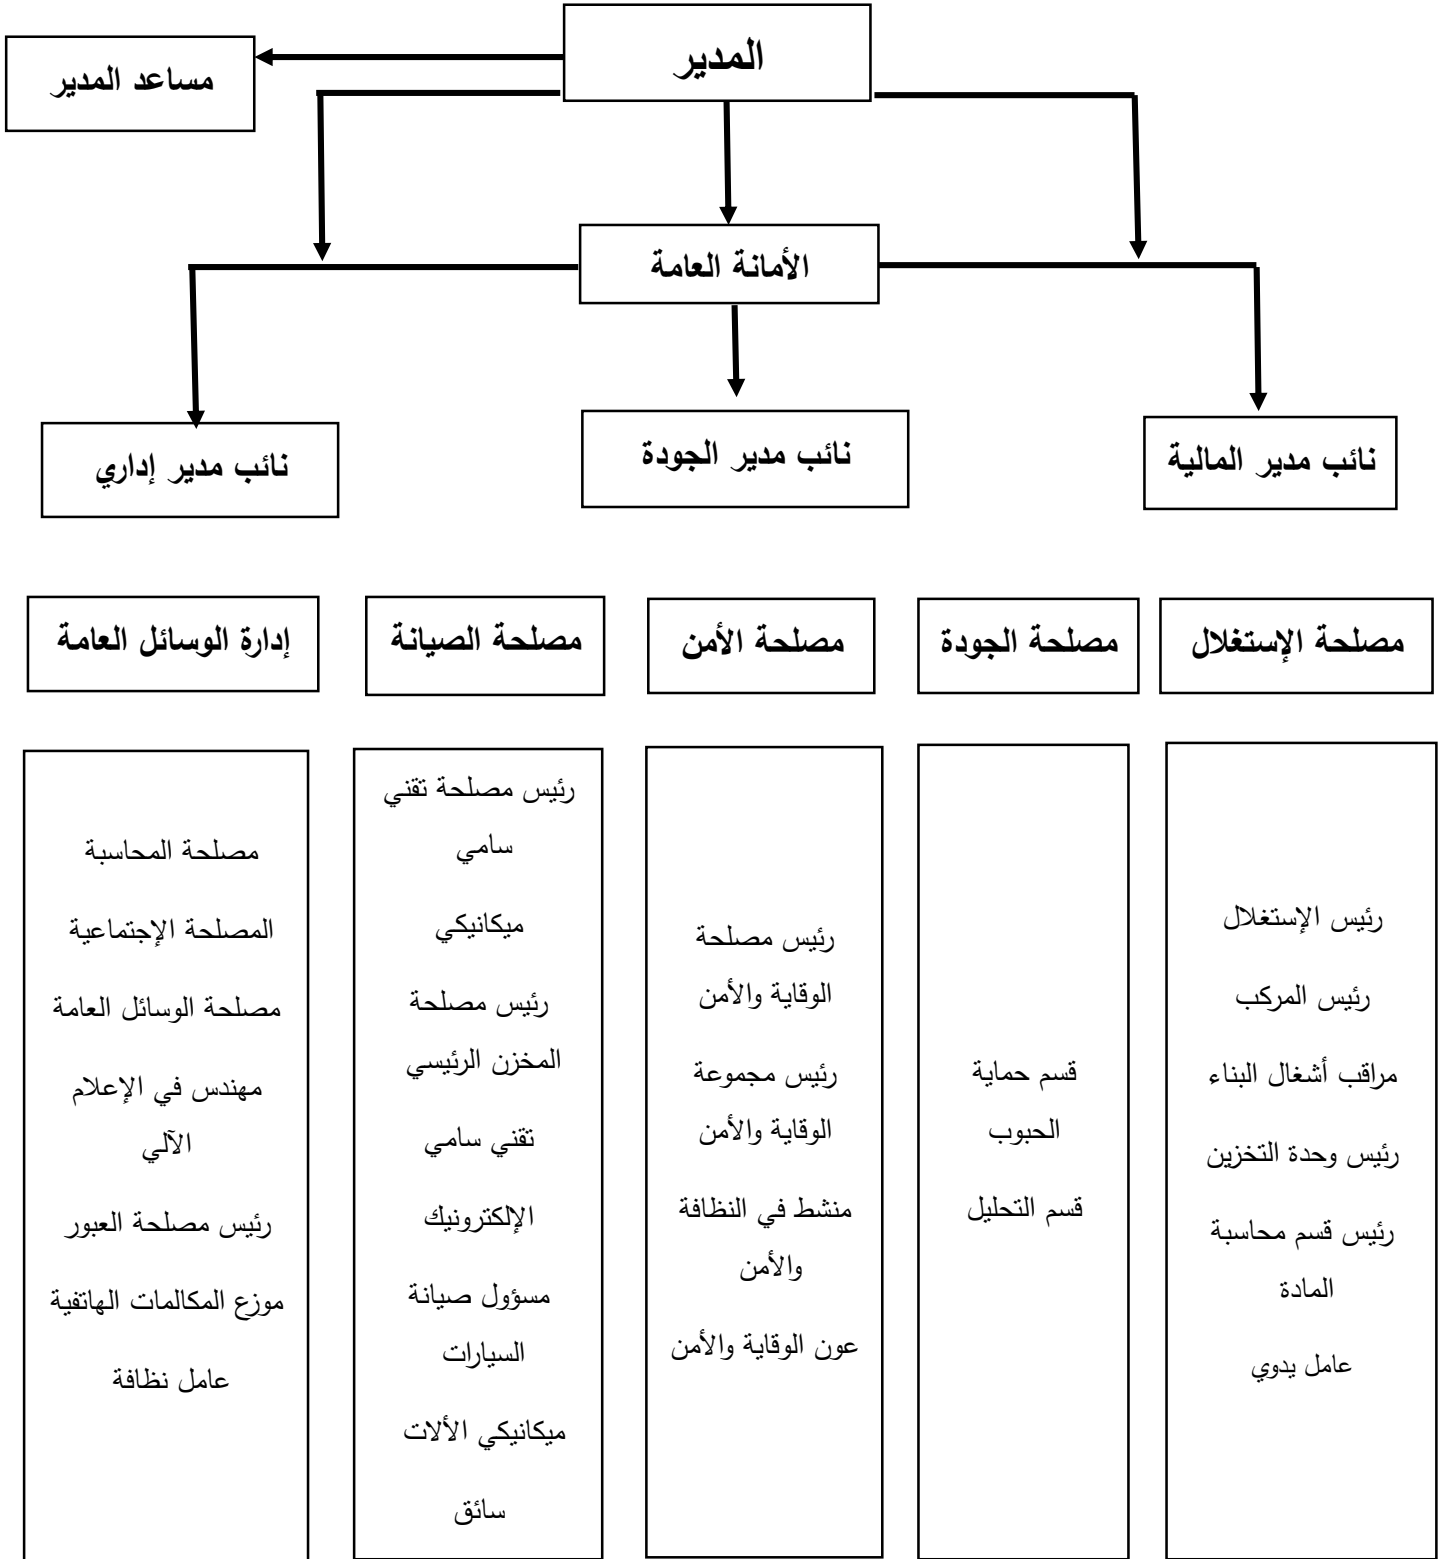 المدير
مساعد المدير
الأمانة العامة
نائب مدير المالية
نائب مدير الجودة
نائب مدير إداري
مصلحة الإستغلال
مصلحة الجودة
مصلحة الأمن
مصلحة الصيانة
إدارة الوسائل العامة
رئيس الإستغلال
رئيس المركب
مراقب أشغال البناء
رئيس وحدة التخزين
رئيس قسم محاسبة
المادة
عامل يدوي
قسم حماية
الحبوب
قسم التحليل
رئيس مصلحة
الوقاية والأمن
رئيس مجموعة
الوقاية والأمن
منشط في النظافة
والأمن
عون الوقاية والأمن
رئيس مصلحة تقني
سامي
ميكانيكي
رئيس مصلحة
المخزن الرئيسي
تقني سامي
الإلكترونيك
مسؤول صيانة
السيارات
ميكانيكي الألات
سائق
مصلحة المحاسبة
المصلحة الإجتماعية
مصلحة الوسائل العامة
مهندس في الإعلام
الآلي
رئيس مصلحة العبور
موزع المكالمات الهاتفية
عامل نظافة